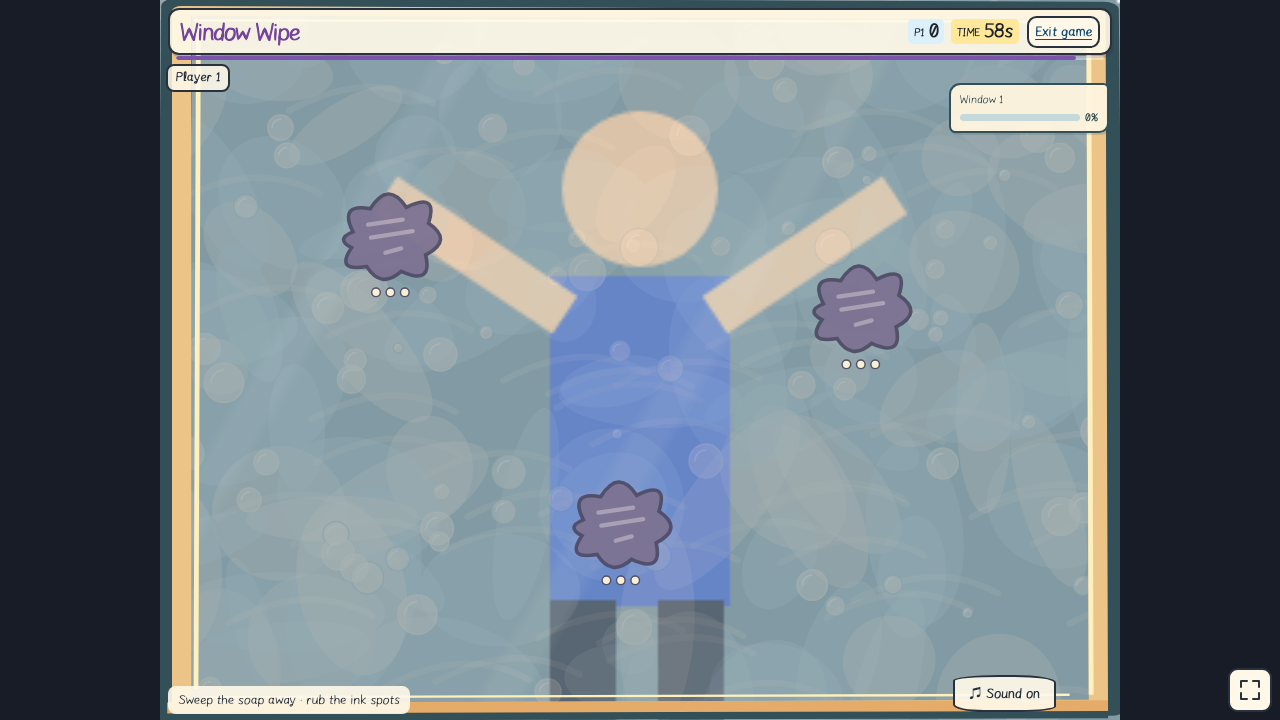 Window Wipe
P1 0
TIME 58s
Exit game
Player 1
Window 1
0%
Sweep the soap away · rub the ink spots
Sound on